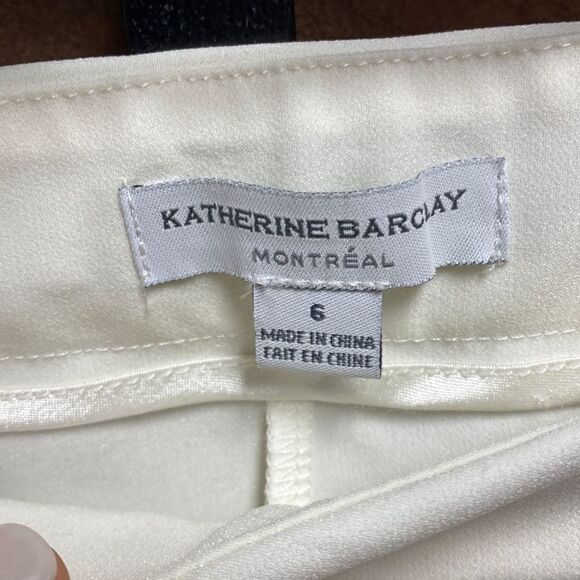 KATHERINE BARCLAY
MONTRÉAL
6
MADE IN CHINA
FAIT EN CHINE